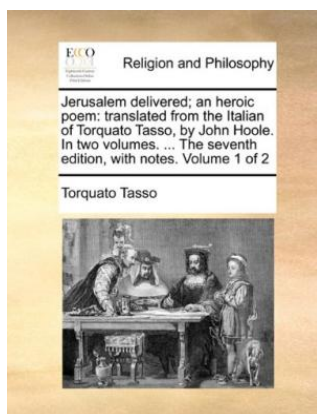 ECCO
Religion and Philosophy
Jerusalem delivered; an heroic
poem: translated from the Italian
of Torquato Tasso, by John Hoole.
In two volumes. ... The seventh
edition, with notes. Volume 1 of 2
Torquato Tasso